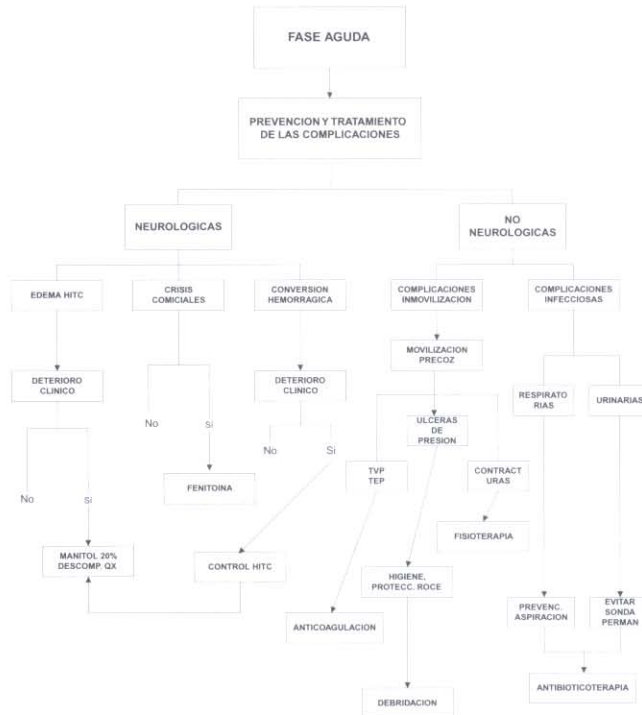 FASE AGUDA
PREVENCION Y TRATAMIENTO
DE LAS COMPLICACIONES
NEUROLOGICAS
NO
NEUROLOGICAS
EDEMA HITC
CRISIS
COMICIALES
CONVERSION
HEMORRAGICA
COMPLICACIONES
INMOVILIZACION
COMPLICACIONES
INFECCIOSAS
MOVILIZACION
PRECOZ
DETERIORO
CLINICO
DETERIORO
CLINICO
RESPIRATO
RIAS
URINARIAS
No
si
No
Si
ULCERAS
DE
PRESION
TVP
TEP
CONTRACT
URAS
FENITOINA
No
si
FISIOTERAPIA
MANITOL 20%
DESCOMP. QX
CONTROL HITC
HIGIENE,
PROTECC. ROCE
PREVENC.
ASPIRACION
EVITAR
SONDA
PERMAN
ANTICOAGULACION
ANTIBIOTICOTERAPIA
DEBRIDACION